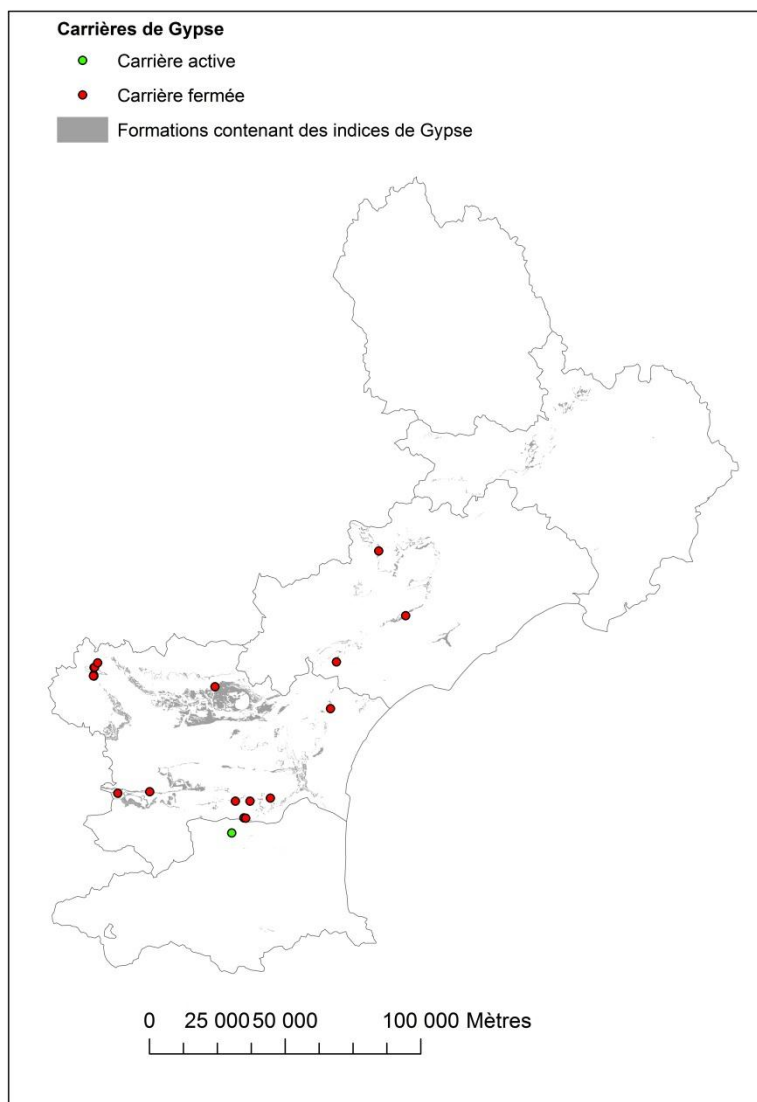 Carrières de Gypse
Carrière active
Carrière fermée
Formations contenant des indices de Gypse
0 25 000 50 000 100 000 Mètres